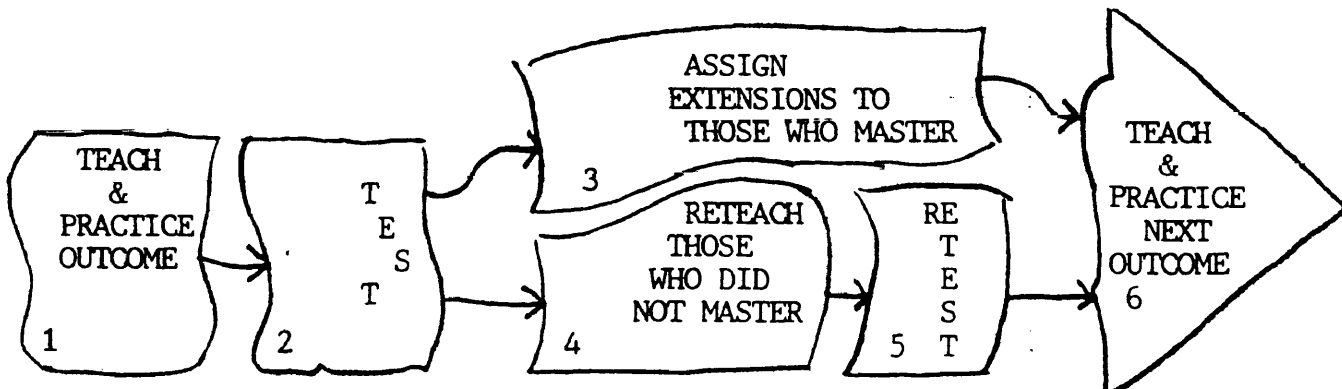 TEACH
&
PRACTICE
OUTCOME
1
T
E
S
T
2
ASSIGN
EXTENSIONS TO
THOSE WHO MASTER
3
RETEACH
THOSE
WHO DID
NOT MASTER
4
RE
T
E
S
T
5
TEACH
&
PRACTICE
NEXT
OUTCOME
6